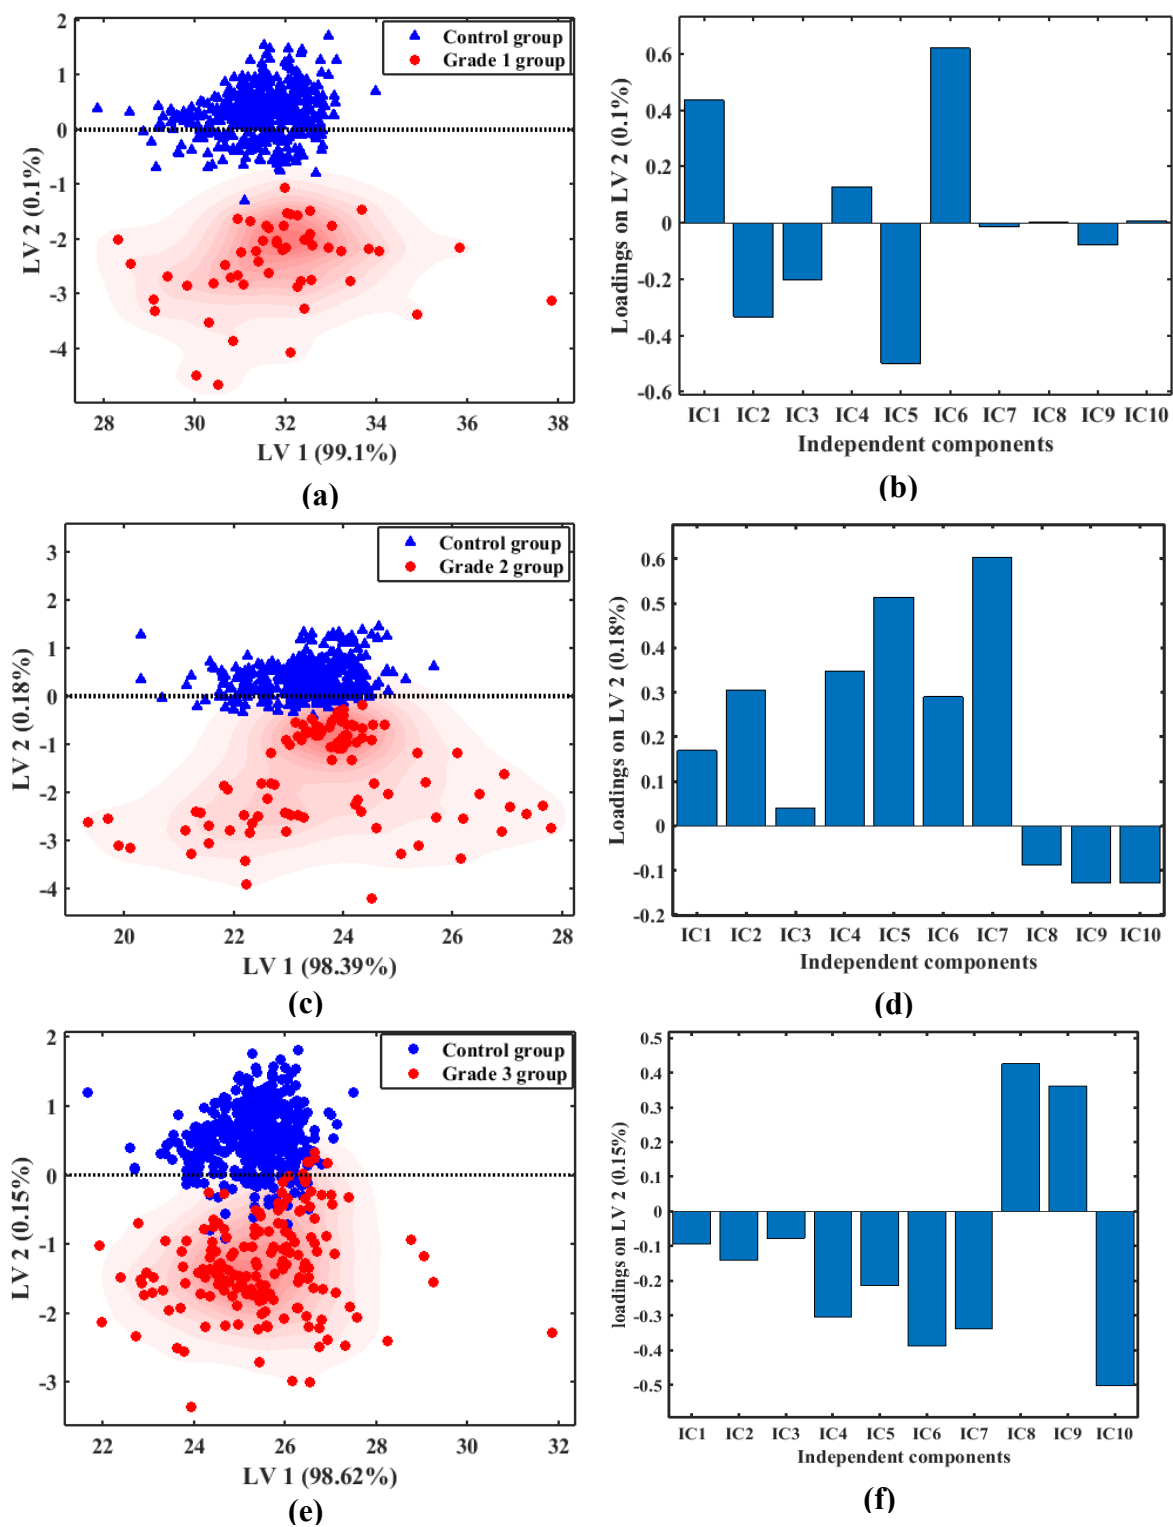 Control group
Grade 1 group
2
1
0
-1
-2
-3
-4
LV 2 (0.1%)
28 30 32 34 36 38
LV 1 (99.1%)
(a)
0.6
0.4
0.2
0
-0.2
-0.4
-0.6
Loadings on LV 2 (0.1%)
IC1 IC2 IC3 IC4 IC5 IC6 IC7 IC8 IC9 IC10
Independent components
(b)
Control group
Grade 2 group
3
2
1
0
-1
-2
-3
-4
LV 2 (0.18%)
20 22 24 26 28
LV 1 (98.39%)
(c)
0.6
0.5
0.4
0.3
0.2
0.1
0
-0.1
-0.2
Loadings on LV 2 (0.18%)
IC1 IC2 IC3 IC4 IC5 IC6 IC7 IC8 IC9 IC10
Independent components
(d)
Control group
Grade 3 group
2
1
0
-1
-2
-3
LV 2 (0.15%)
22 24 26 28 30 32
LV 1 (98.62%)
(e)
0.5
0.4
0.3
0.2
0.1
0
-0.1
-0.2
-0.3
-0.4
-0.5
loadings on LV 2 (0.15%)
IC1 IC2 IC3 IC4 IC5 IC6 IC7 IC8 IC9 IC10
Independent components
(f)